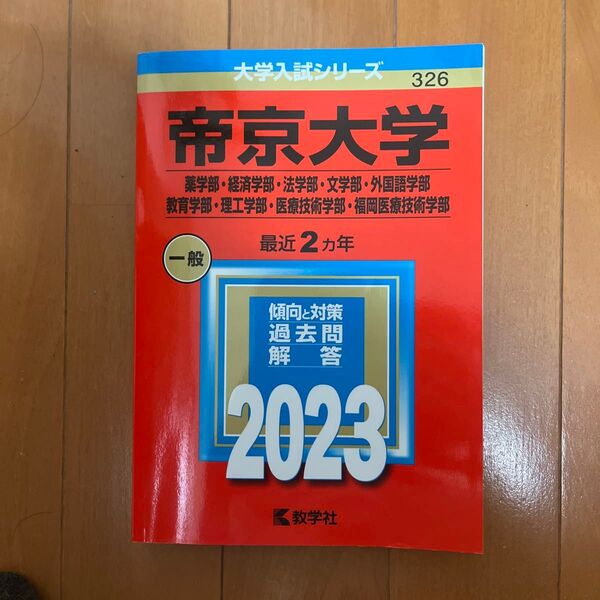 大学入試シリーズ
326
帝京大学
薬学部・経済学部・法学部・文学部・外国語学部
教育学部・理工学部・医療技術学部・福岡医療技術学部
最近2ヵ年
一般
傾向と対策
過去問
解答
2023
教学社